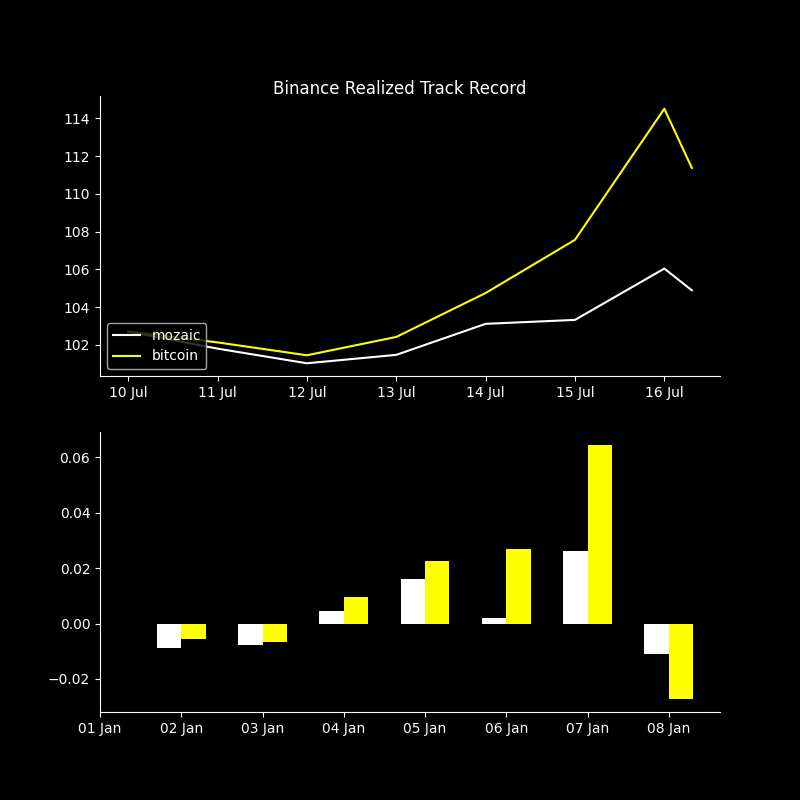 Binance Realized Track Record
114
112
110
108
106
104
102
mozaic
bitcoin
10 Jul 11 Jul 12 Jul 13 Jul 14 Jul 15 Jul 16 Jul
0.06
0.04
0.02
0.00
−0.02
01 Jan 02 Jan 03 Jan 04 Jan 05 Jan 06 Jan 07 Jan 08 Jan